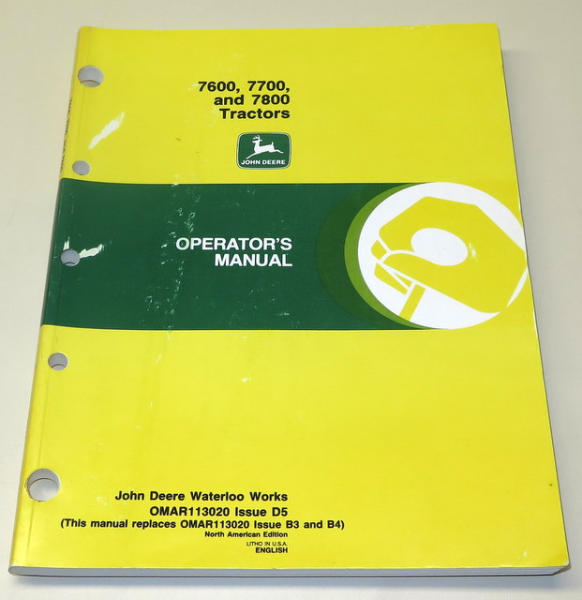 7600, 7700,
and 7800
Tractors
JOHN DEERE
OPERATOR'S
MANUAL
John Deere Waterloo Works
OMAR113020 Issue D5
(This manual replaces OMAR113020 Issue B3 and B4)
North American Edition
LITHO IN U.S.A.
ENGLISH